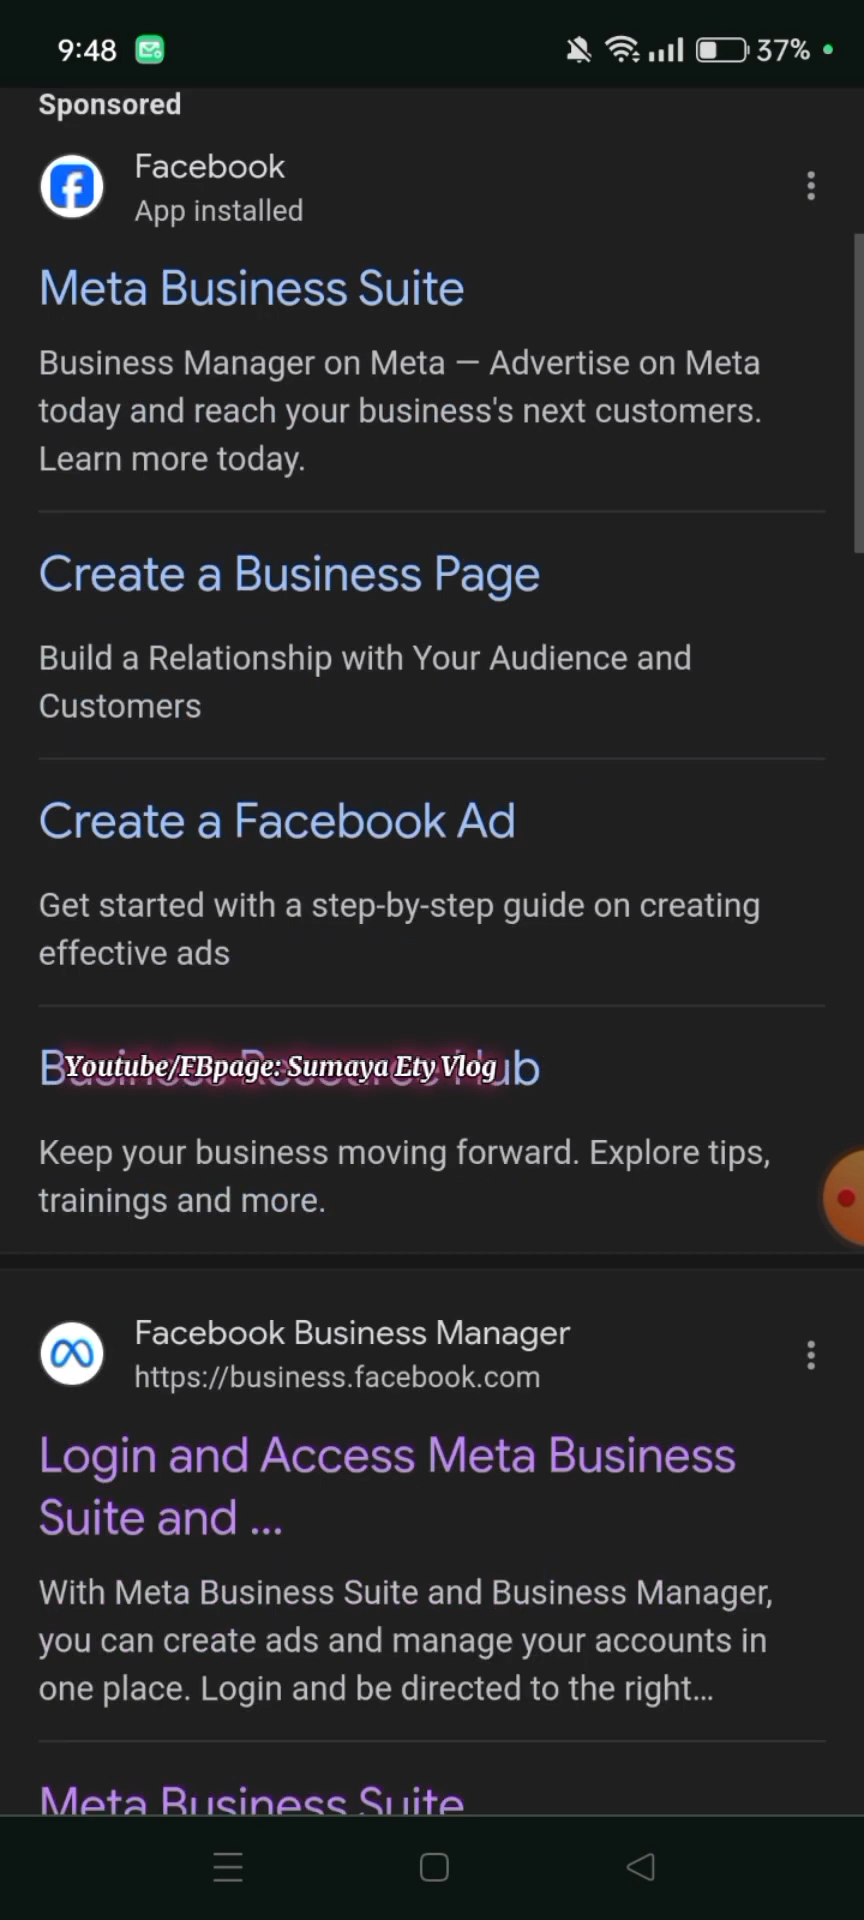 9:48
37%
Sponsored
Facebook
App installed
Meta Business Suite
Business Manager on Meta — Advertise on Meta
today and reach your business's next customers.
Learn more today.
Create a Business Page
Build a Relationship with Your Audience and
Customers
Create a Facebook Ad
Get started with a step-by-step guide on creating
effective ads
Business Resource Hub
Youtube/FBpage: Sumaya Ety Vlog
Keep your business moving forward. Explore tips,
trainings and more.
Facebook Business Manager
https://business.facebook.com
Login and Access Meta Business
Suite and ...
With Meta Business Suite and Business Manager,
you can create ads and manage your accounts in
one place. Login and be directed to the right...
Meta Business Suite